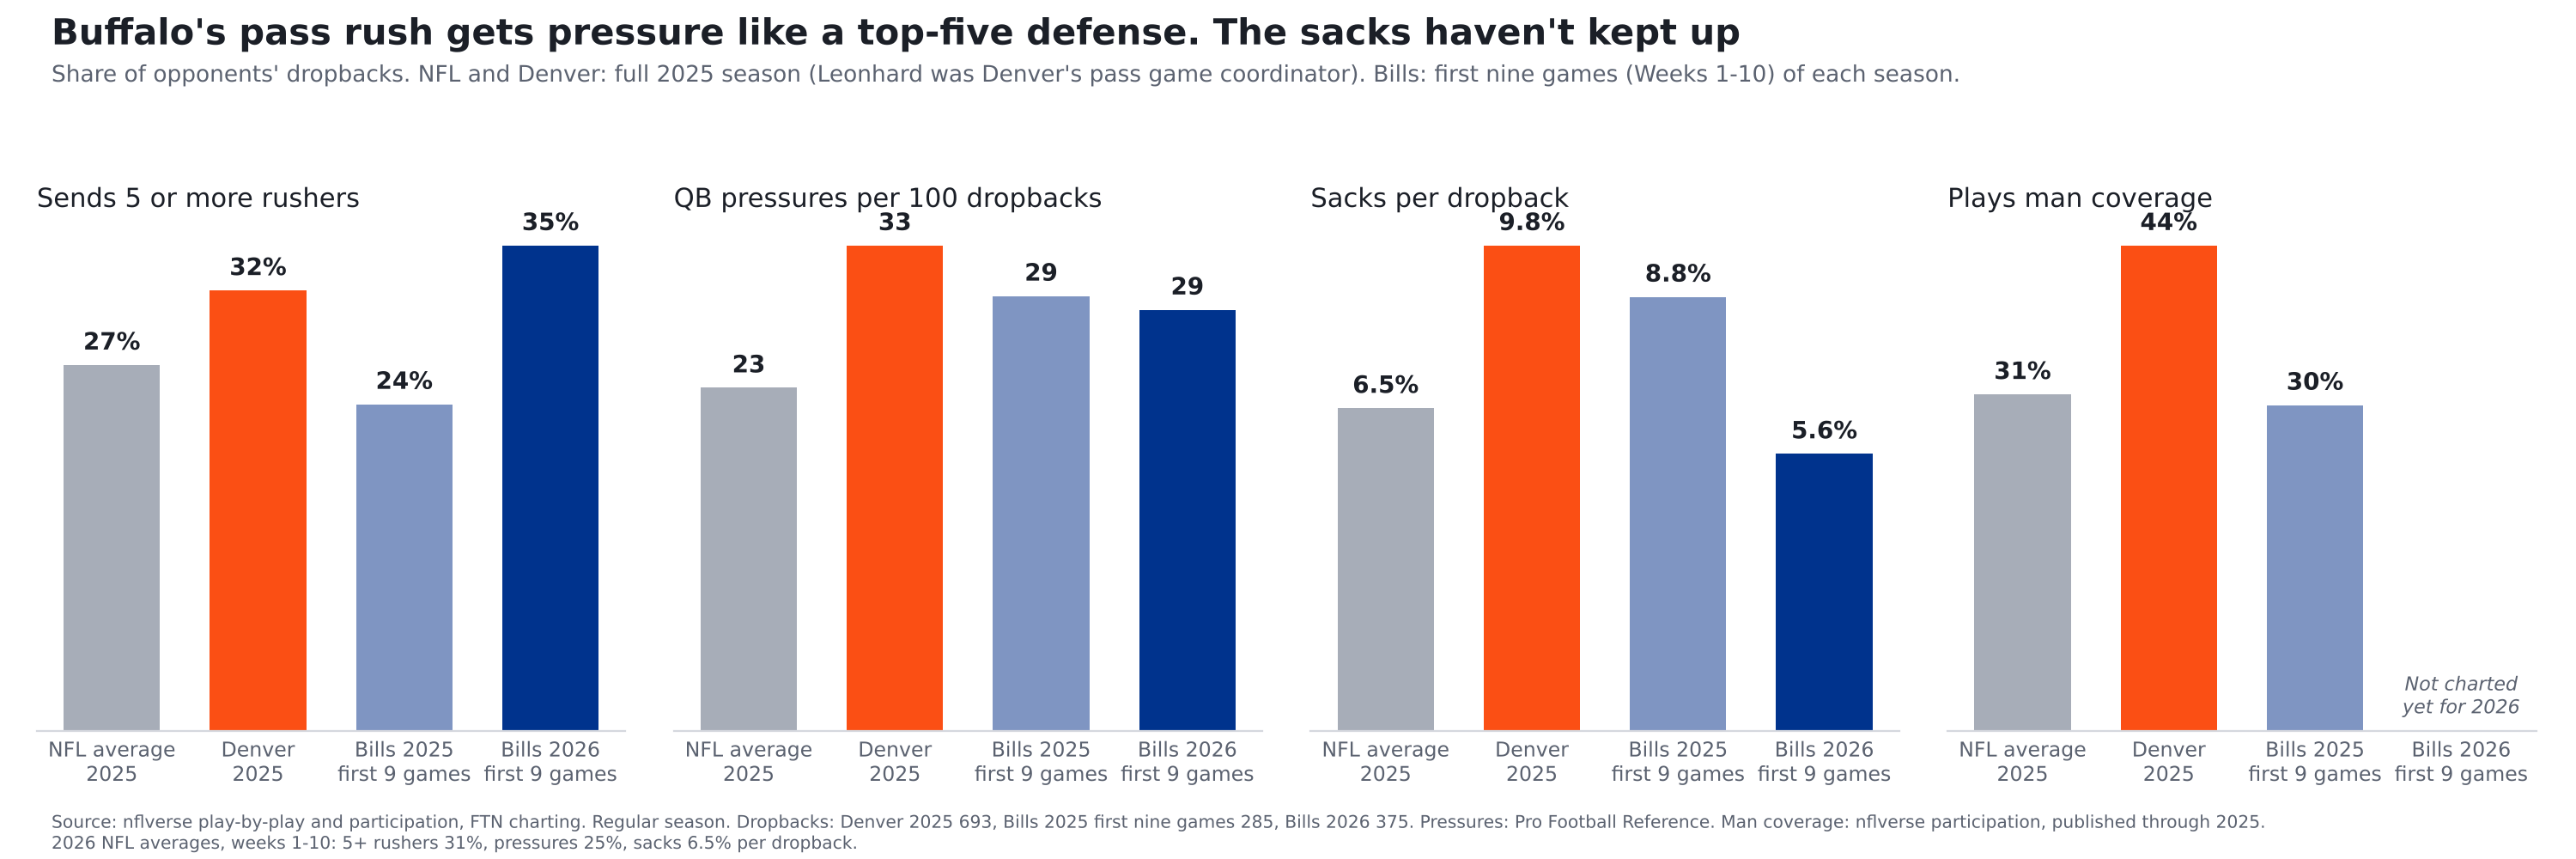 Buffalo's pass rush gets pressure like a top-five defense. The sacks haven't kept up
Share of opponents' dropbacks. NFL and Denver: full 2025 season (Leonhard was Denver's pass game coordinator). Bills: first nine games (Weeks 1-10) of each season.
Sends 5 or more rushers
27%
32%
24%
35%
NFL average
2025
Denver
2025
Bills 2025
first 9 games
Bills 2026
first 9 games
QB pressures per 100 dropbacks
23
33
29
29
NFL average
2025
Denver
2025
Bills 2025
first 9 games
Bills 2026
first 9 games
Sacks per dropback
6.5%
9.8%
8.8%
5.6%
NFL average
2025
Denver
2025
Bills 2025
first 9 games
Bills 2026
first 9 games
Plays man coverage
31%
44%
30%
Not charted
yet for 2026
NFL average
2025
Denver
2025
Bills 2025
first 9 games
Bills 2026
first 9 games
Source: nflverse play-by-play and participation, FTN charting. Regular season. Dropbacks: Denver 2025 693, Bills 2025 first nine games 285, Bills 2026 375. Pressures: Pro Football Reference. Man coverage: nflverse participation, published through 2025.
2026 NFL averages, weeks 1-10: 5+ rushers 31%, pressures 25%, sacks 6.5% per dropback.